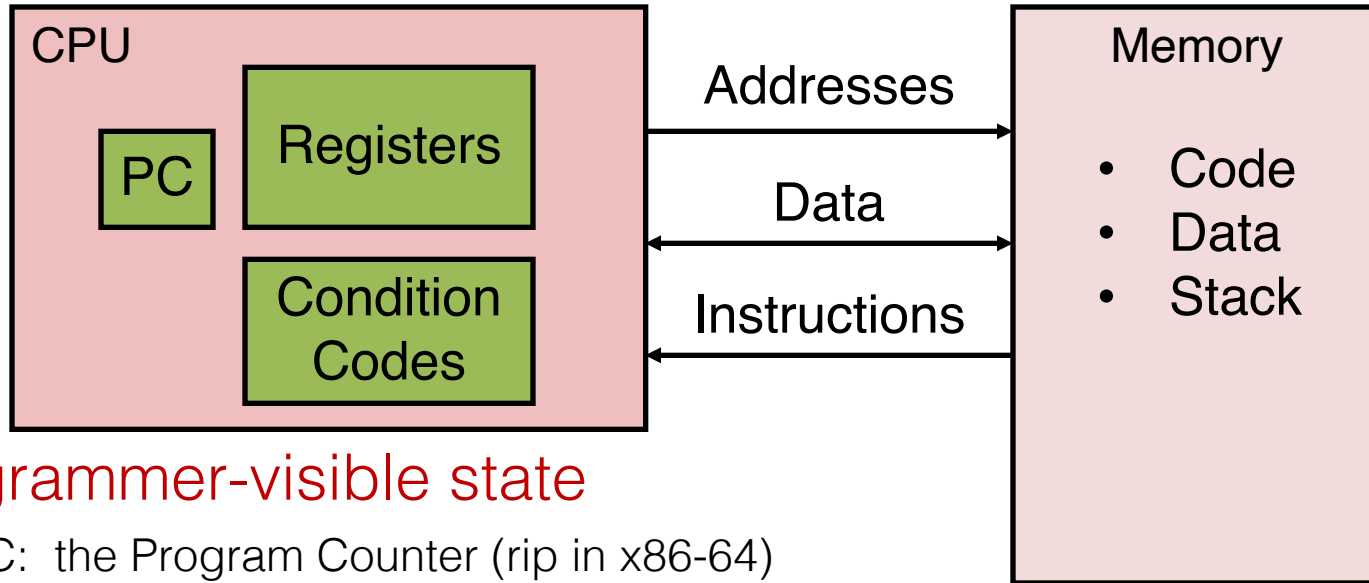 CPU
PC
Registers
Condition
Codes
Addresses
Data
Instructions
Memory
• Code
• Data
• Stack
grammer-visible state
C: the Program Counter (rip in x86-64)